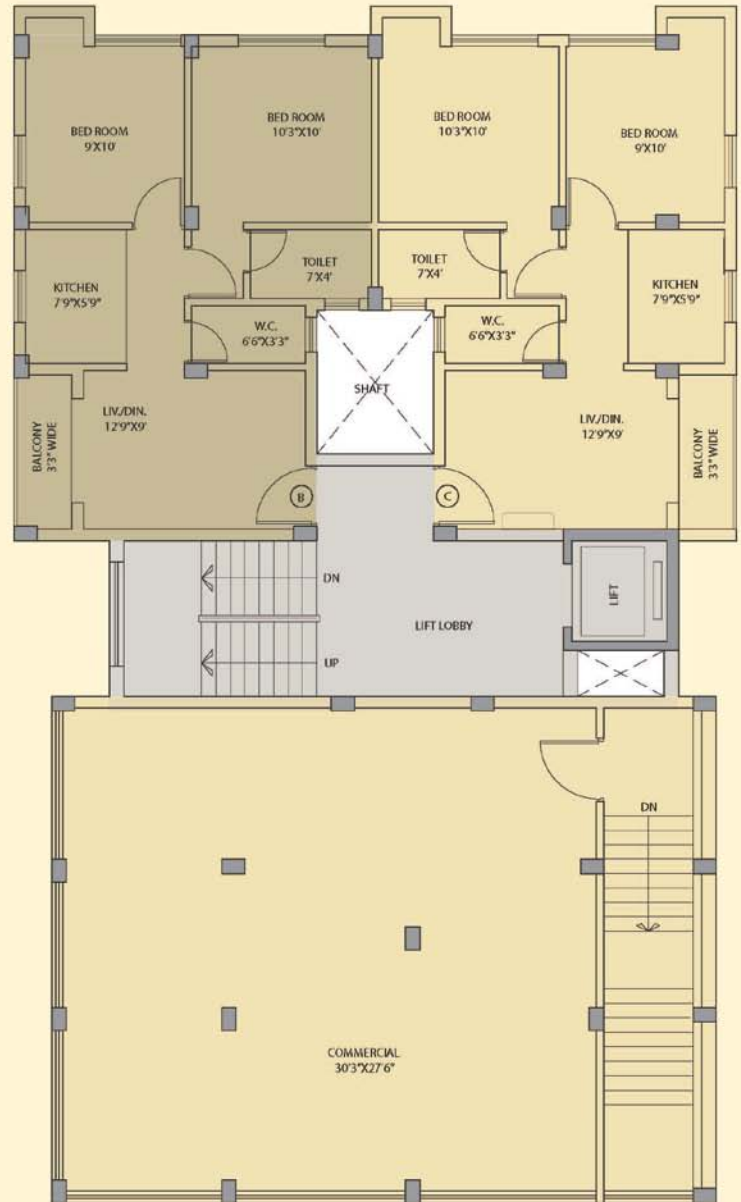 BED ROOM
9'X10'
BED ROOM
10'3"X10'
BED ROOM
10'3"X10'
BED ROOM
9'X10'
KITCHEN
7'9"X5'9"
TOILET
7'X4'
TOILET
7'X4'
KITCHEN
7'9"X5'9"
W.C.
6'6"X3'3"
W.C.
6'6"X3'3"
SHAFT
BALCONY
3'3" WIDE
LIV./DIN.
12'9"X9'
LIV./DIN.
12'9"X9'
BALCONY
3'3" WIDE
B
C
DN
LIFT
LIFT LOBBY
UP
DN
COMMERCIAL
30'3"X27'6"